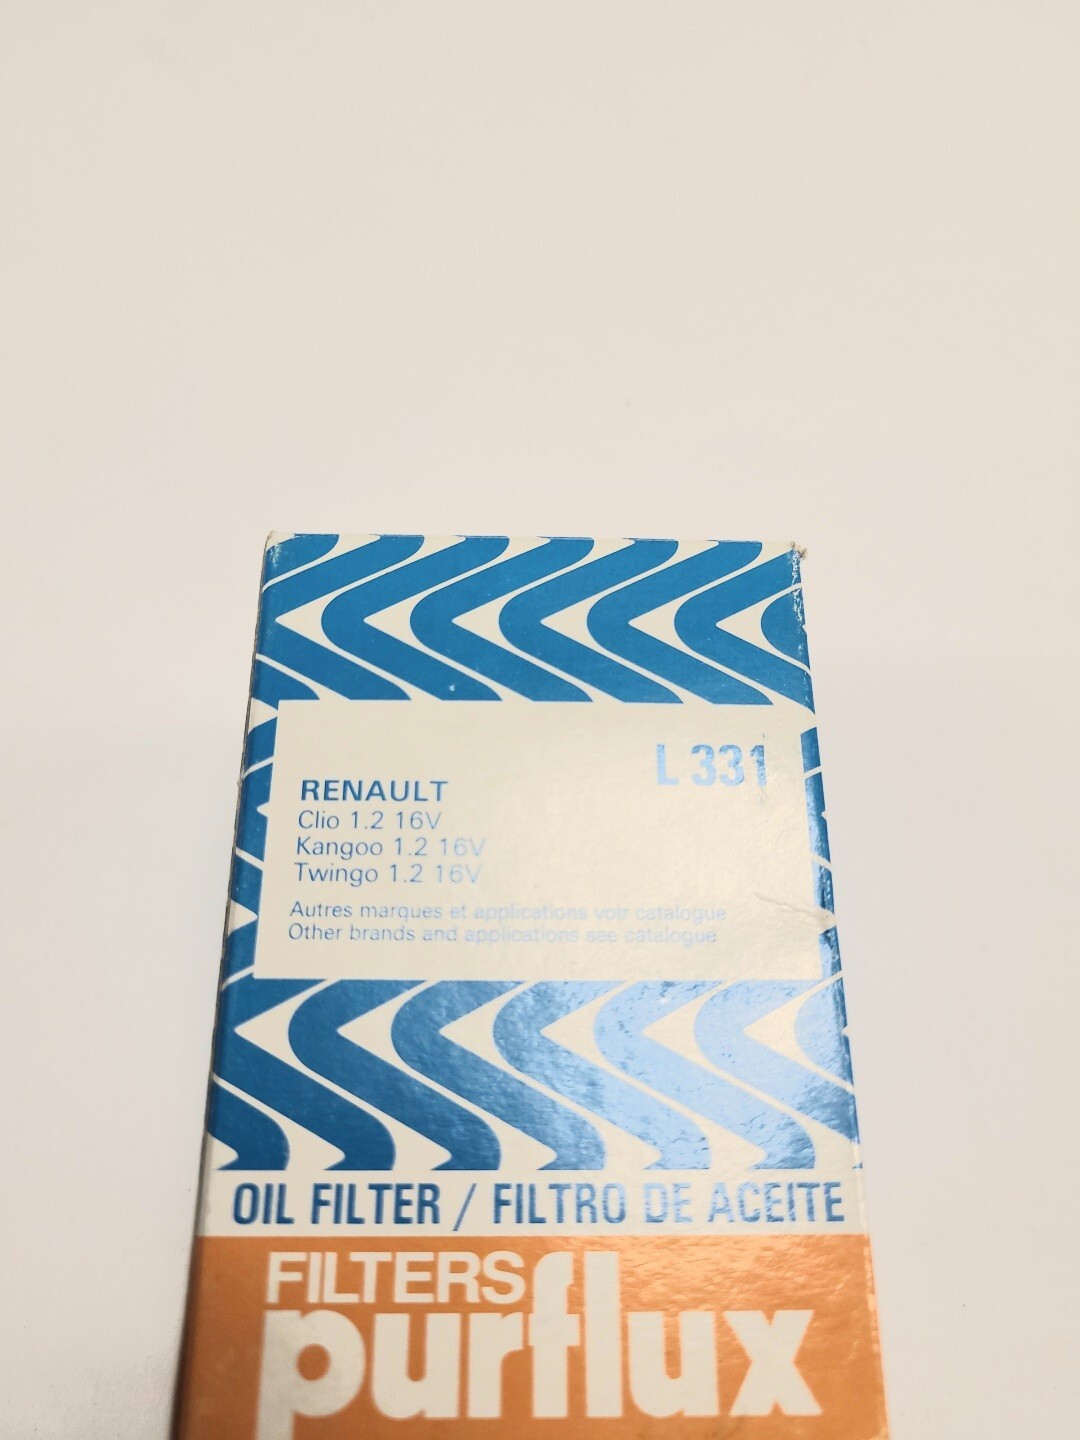 L 331
RENAULT
Clio 1.2 16V
Kangoo 1.2 16V
Twingo 1.2 16V
Autres marques et applications voir catalogue
Other brands and applications see catalogue
OIL FILTER / FILTRO DE ACEITE
FILTERS
purflux